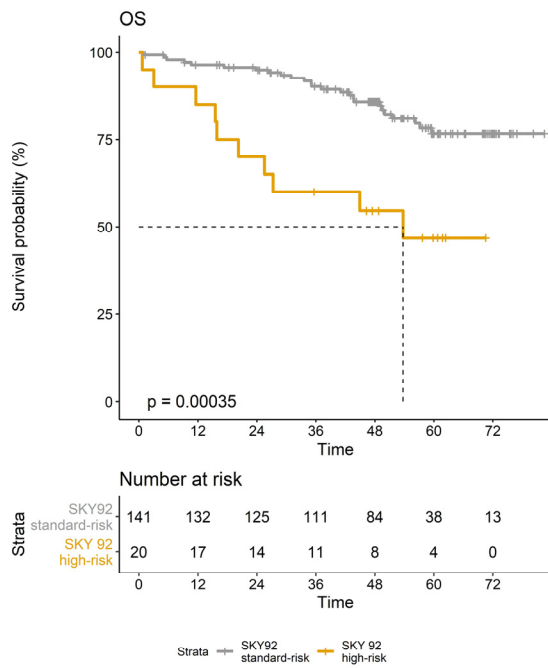 OS
Survival probability (%)
100
75
50
25
0
p = 0.00035
0 12 24 36 48 60 72
Time
Number at risk
Strata
SKY92
standard-risk
141 132 125 111 84 38 13
SKY 92
high-risk
20 17 14 11 8 4 0
0 12 24 36 48 60 72
Time
Strata
SKY92
standard-risk
SKY 92
high-risk